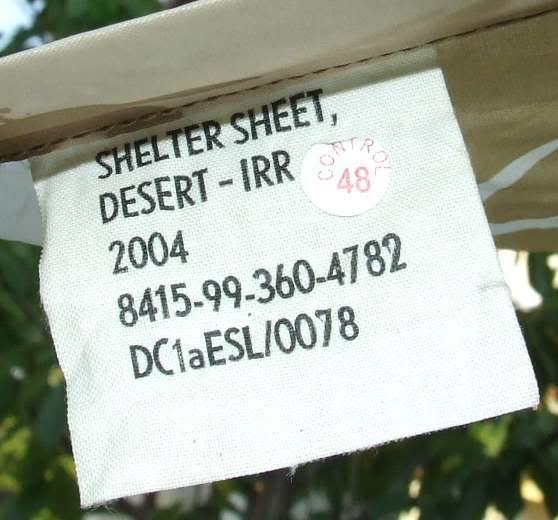 SHELTER SHEET,
DESERT - IRR
CONTROL
48
2004
8415-99-360-4782
DC1aESL/0078